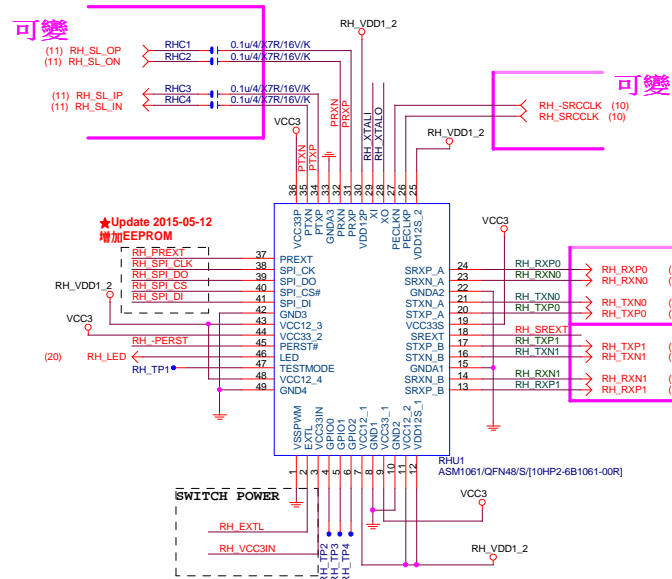 可變
(11) RH_SL_OP RHC1 0.1u/4/X7R/16V/K
(11) RH_SL_ON RHC2 0.1u/4/X7R/16V/K
(11) RH_SL_IP RHC3 0.1u/4/X7R/16V/K
(11) RH_SL_IN RHC4 0.1u/4/X7R/16V/K
RH_VDD1_2
可變
RH_-SRCCLK (10)
RH_SRCCLK (10)
VCC3
PTXN
PTXP
PRXN
PRXP
RH_XTALI
RH_XTALO
RH_VDD1_2
36 35 34 33 32 31 30 29 28 27 26 25
VCC33P
PTXN
PTXP
GNDA3
PRXN
PRXP
VDD12P
XI
XO
PECLKN
PECLKP
VDD12S_2
★Update 2015-05-12
增加EEPROM
RH_PREXT 37 PREXT
RH_SPI_CLK 38 SPI_CK
RH_SPI_DO 39 SPI_DO
RH_SPI_CS 40 SPI_CS#
RH_SPI_DI 41 SPI_DI
42 GND3
RH_VDD1_2 43 VCC12_3
VCC3 44 VCC33_2
RH_-PERST 45 PERST#
(20) RH_LED 46 LED
RH_TP1 47 TESTMODE
48 VCC12_4
49 GND4
VCC3
SRXP_A 24 RH_RXP0 RH_RXP0 (
SRXN_A 23 RH_RXN0 RH_RXN0 (
GNDA2 22
STXN_A 21 RH_TXN0 RH_TXN0 (
STXP_A 20 RH_TXP0 RH_TXP0 (
VCC33S 19
SREXT 18 RH_SREXT
STXP_B 17 RH_TXP1 RH_TXP1 (
STXN_B 16 RH_TXN1 RH_TXN1 (
GNDA1 15
SRXN_B 14 RH_RXN1 RH_RXN1 (
SRXP_B 13 RH_RXP1 RH_RXP1 (
VSSPWM
EXTL
VCC33IN
GPIO0
GPIO1
GPIO2
VCC12_1
GND1
VCC33_1
GND2
VCC12_2
VDD12S_1
1 2 3 4 5 6 7 8 9 10 11 12
RHU1
ASM1061/QFN48/S/[10HP2-6B1061-00R]
SWITCH POWER
RH_EXTL
RH_VCC3IN
H_TP2
H_TP3
H_TP4
VCC3
RH_VDD1_2